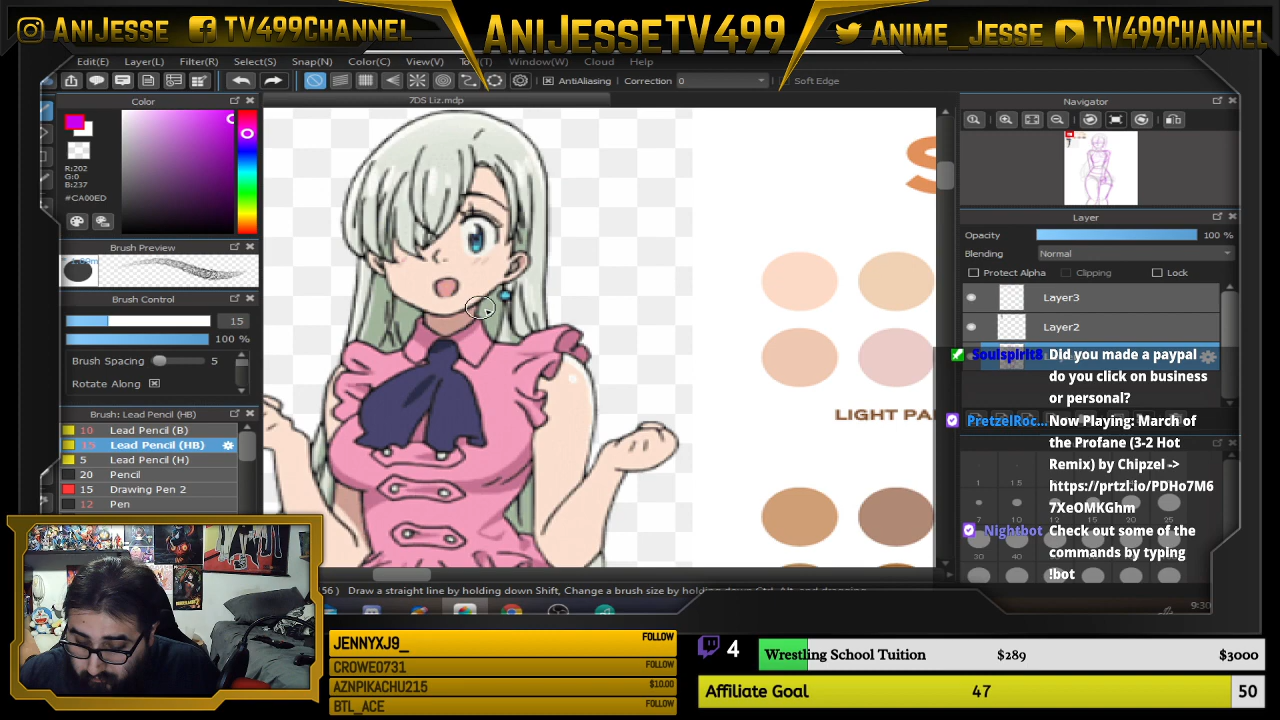 AniJesse
TV499Channel
AniJesseTV499
Anime_Jesse
TV499Channel
Edit(E) Layer(L) Filter(R) Select(S) Snap(N) Color(C) View(V) Window(W) Cloud Help
AntiAliasing Correction 0 Soft Edge
Color
7DS Liz.mdp
Navigator
R:202
G:0
B:237
#CA00ED
Brush Preview
Brush Control
15
100 %
Brush Spacing 5
Rotate Along
Brush: Lead Pencil (HB)
10 Lead Pencil (B)
15 Lead Pencil (HB)
5 Lead Pencil (H)
20 Pencil
15 Drawing Pen 2
12 Pen
S
LIGHT PA
Layer
Opacity 100 %
Blending Normal
Protect Alpha Clipping Lock
Layer3
Layer2
Soulspirit8 Did you made a paypal
do you click on business
or personal?
PretzelRoc... Now Playing: March of
the Profane (3-2 Hot
Remix) by Chipzel ->
https://prtzl.io/PDHo7M6
7XeOMKGhm
Nightbot Check out some of the
commands by typing
!bot
Draw a straight line by holding down Shift, Change a brush size by holding down Ctrl, Alt, and dragging
9:30
JENNYXJ9_ FOLLOW
CROWE0731 FOLLOW
AZNPIKACHU215 $10.00
BTL_ACE FOLLOW
4
Wrestling School Tuition $289 $3000
Affiliate Goal 47 50